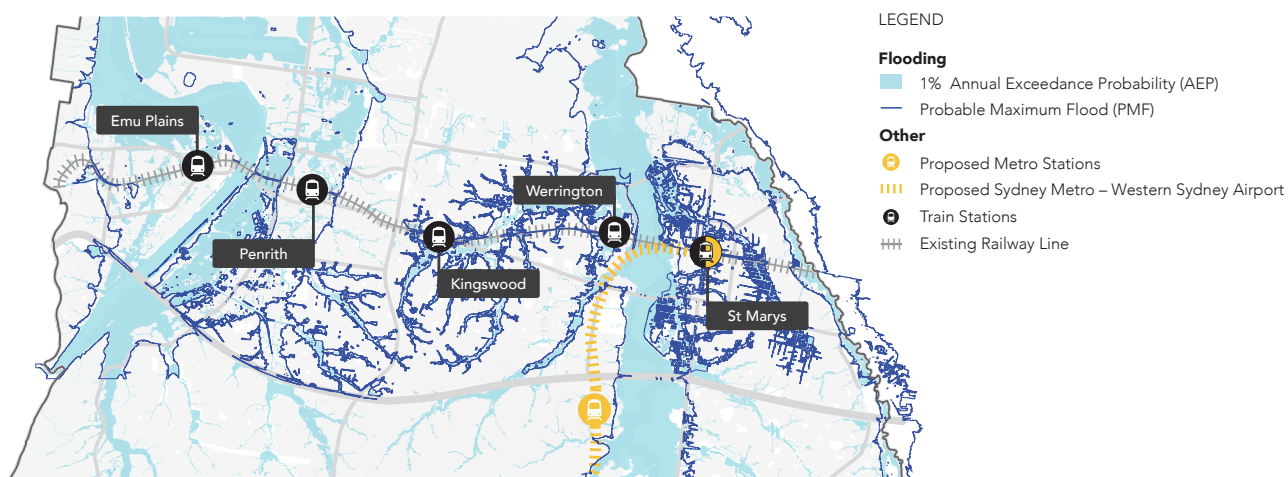 LEGEND
Flooding
1% Annual Exceedance Probability (AEP)
Probable Maximum Flood (PMF)
Other
Proposed Metro Stations
Proposed Sydney Metro – Western Sydney Airport
Train Stations
Existing Railway Line
Emu Plains
Penrith
Kingswood
Werrington
St Marys